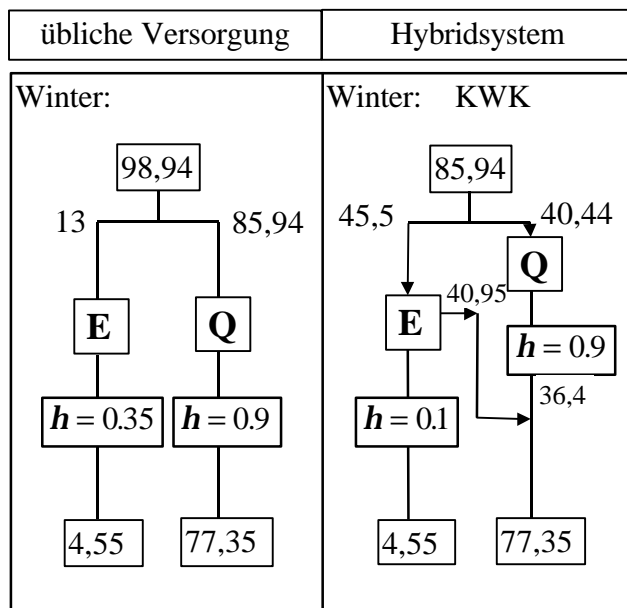 übliche Versorgung
Hybridsystem
Winter:
98,94
13
85,94
E
Q
h = 0.35
h = 0.9
4,55
77,35
Winter: KWK
85,94
45,5
40,44
Q
E
40,95
h = 0.9
36,4
h = 0.1
4,55
77,35